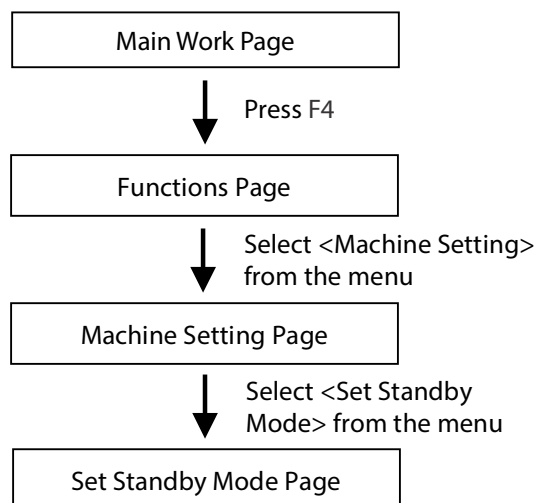 Main Work Page
Press F4
Functions Page
Select <Machine Setting>
from the menu
Machine Setting Page
Select <Set Standby
Mode> from the menu
Set Standby Mode Page